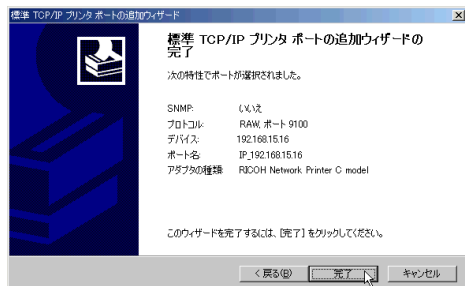 標準 TCP/IP プリンタ ポートの追加ウィザード
標準 TCP/IP プリンタ ポートの追加ウィザードの
完了
次の特性でポートが選択されました。
SNMP: いいえ
プロトコル: RAW, ポート 9100
デバイス: 192.168.15.16
ポート名: IP_192.168.15.16
アダプタの種類: RICOH Network Printer C model
このウィザードを完了するには、[完了] をクリックしてください。
< 戻る(B) 完了 キャンセル